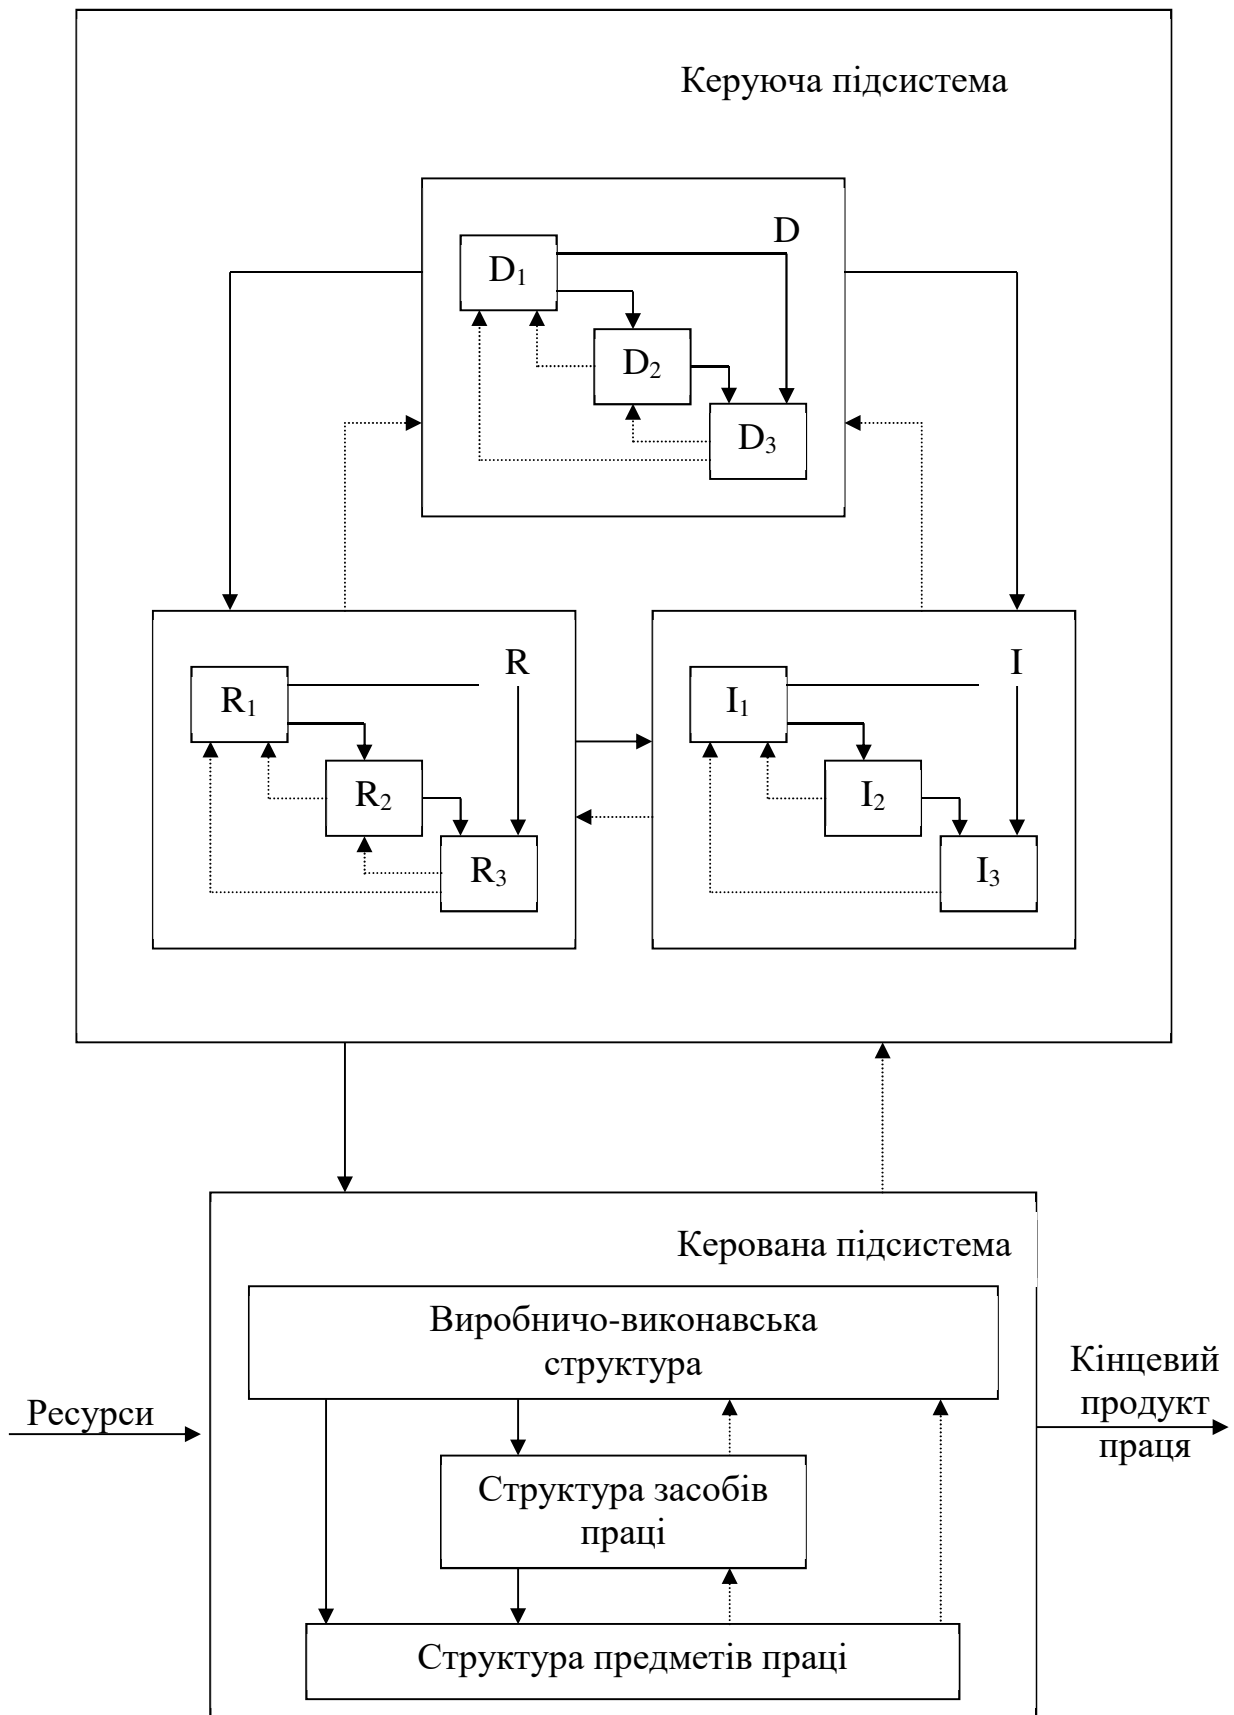 Керуюча підсистема
D
D₁
D₂
D₃
R
R₁
R₂
R₃
I
I₁
I₂
I₃
Керована підсистема
Виробничо-виконавська
структура
Ресурси
Кінцевий
продукт
праця
Структура засобів
праці
Структура предметів праці